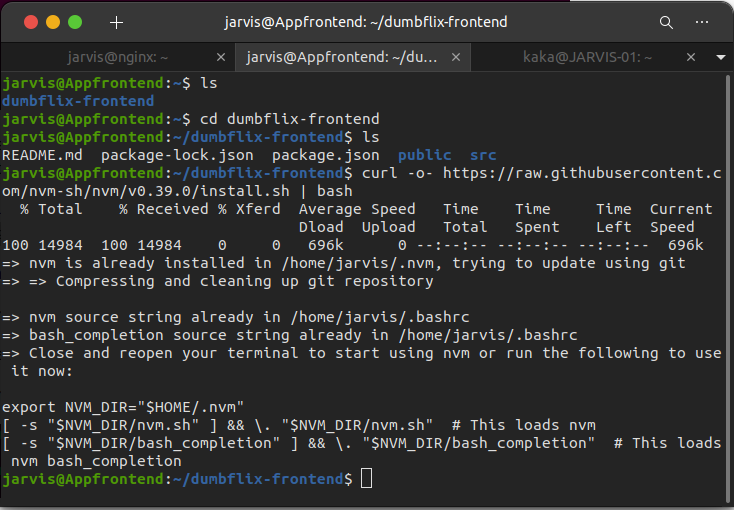 jarvis@Appfrontend: ~/dumbflix-frontend
jarvis@nginx: ~
jarvis@Appfrontend: ~/du...
kaka@JARVIS-01: ~
jarvis@Appfrontend:~$ ls
dumbflix-frontend
jarvis@Appfrontend:~$ cd dumbflix-frontend
jarvis@Appfrontend:~/dumbflix-frontend$ ls
README.md  package-lock.json  package.json  public  src
jarvis@Appfrontend:~/dumbflix-frontend$ curl -o- https://raw.githubusercontent.c
om/nvm-sh/nvm/v0.39.0/install.sh | bash
  % Total    % Received % Xferd  Average Speed   Time    Time     Time  Current
                                 Dload  Upload   Total   Spent    Left  Speed
100 14984  100 14984    0     0   696k      0 --:--:-- --:--:-- --:--:--  696k
=> nvm is already installed in /home/jarvis/.nvm, trying to update using git
=> => Compressing and cleaning up git repository

=> nvm source string already in /home/jarvis/.bashrc
=> bash_completion source string already in /home/jarvis/.bashrc
=> Close and reopen your terminal to start using nvm or run the following to use
 it now:

export NVM_DIR="$HOME/.nvm"
[ -s "$NVM_DIR/nvm.sh" ] && \. "$NVM_DIR/nvm.sh"  # This loads nvm
[ -s "$NVM_DIR/bash_completion" ] && \. "$NVM_DIR/bash_completion"  # This loads
 nvm bash_completion
jarvis@Appfrontend:~/dumbflix-frontend$